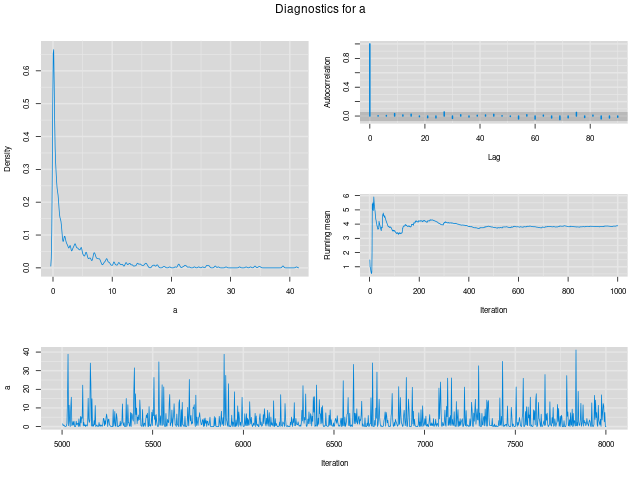 Diagnostics for a
Density
0.0 0.1 0.2 0.3 0.4 0.5 0.6
0 10 20 30 40
a
Autocorrelation
0.0 0.4 0.8
0 20 40 60 80
Lag
Running mean
1 2 3 4 5 6
0 200 400 600 800 1000
Iteration
a
0 10 20 30 40
5000 5500 6000 6500 7000 7500 8000
Iteration